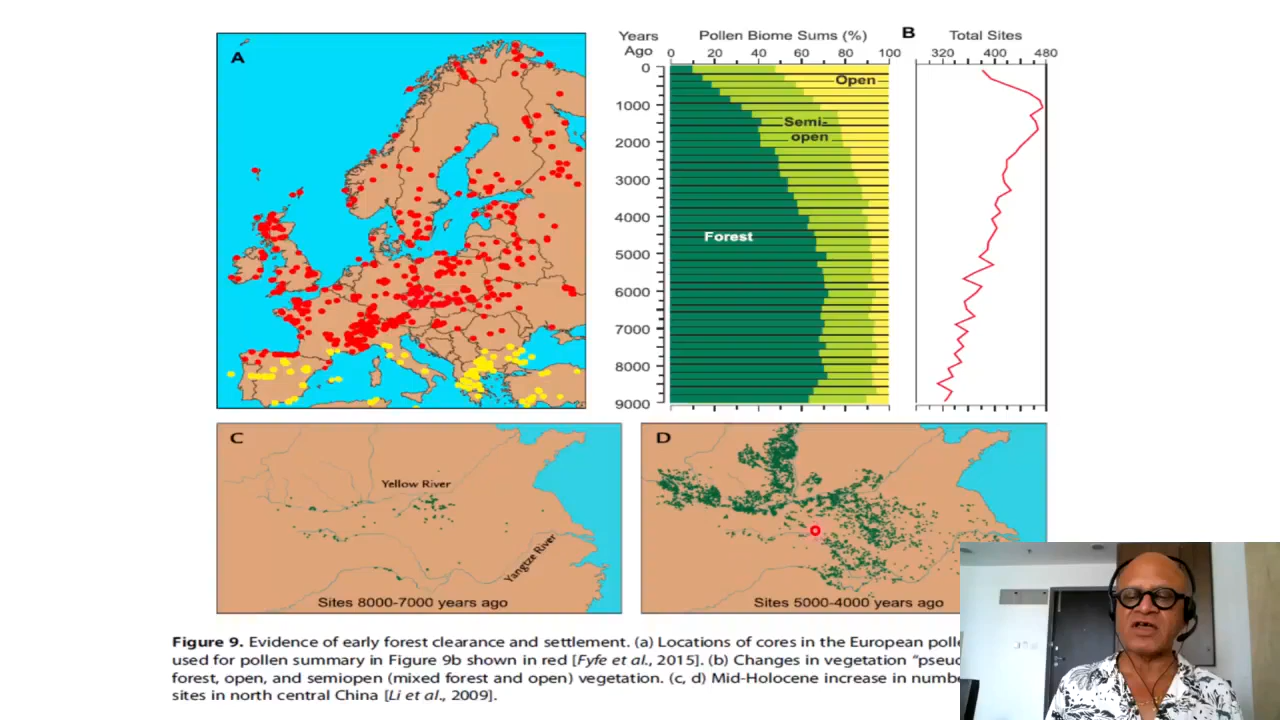 A
Years Ago
Pollen Biome Sums (%)
0 20 40 60 80 100
B
Total Sites
320 400 480
0
1000
2000
3000
4000
5000
6000
7000
8000
9000
Open
Semi-
open
Forest
C
Yellow River
Yangtze River
Sites 8000-7000 years ago
D
Sites 5000-4000 years ago
Figure 9. Evidence of early forest clearance and settlement. (a) Locations of cores in the European polle
used for pollen summary in Figure 9b shown in red [Fyfe et al., 2015]. (b) Changes in vegetation “pseud
forest, open, and semiopen (mixed forest and open) vegetation. (c, d) Mid-Holocene increase in numbe
sites in north central China [Li et al., 2009].